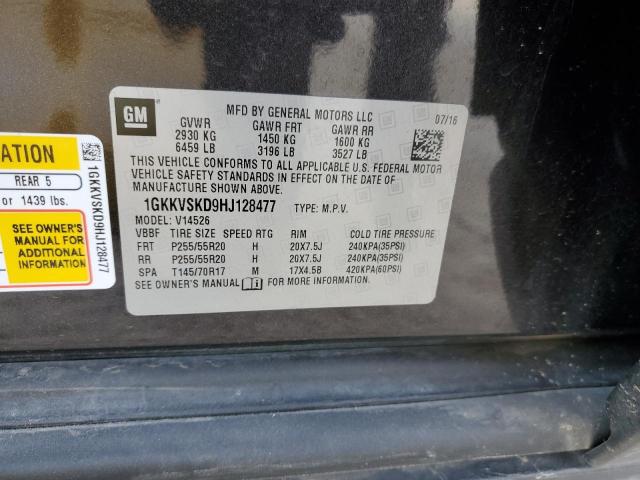 ATION
REAR 5
or 1439 lbs.
SEE OWNER'S
MANUAL FOR
ADDITIONAL
INFORMATION
1GKKVSKD9HJ128477
GM
MFD BY GENERAL MOTORS LLC
07/16
GVWR GAWR FRT GAWR RR
2930 KG 1450 KG 1600 KG
6459 LB 3196 LB 3527 LB
THIS VEHICLE CONFORMS TO ALL APPLICABLE U.S. FEDERAL MOTOR
VEHICLE SAFETY STANDARDS IN EFFECT ON THE DATE OF
MANUFACTURE SHOWN ABOVE.
1GKKVSKD9HJ128477 TYPE: M.P.V.
MODEL: V14526
VBBF TIRE SIZE SPEED RTG RIM COLD TIRE PRESSURE
FRT P255/55R20 H 20X7.5J 240KPA(35PSI)
RR P255/55R20 H 20X7.5J 240KPA(35PSI)
SPA T145/70R17 M 17X4.5B 420KPA(60PSI)
SEE OWNER'S MANUAL FOR MORE INFORMATION.